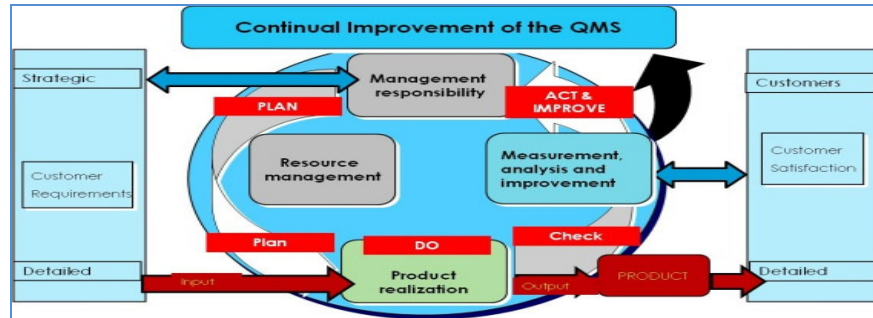 Continual Improvement of the QMS
Strategic
Management
responsibility
Customers
PLAN
ACT &
IMPROVE
Customer
Requirements
Resource
management
Measurement,
analysis and
improvement
Customer
Satisfaction
Plan
DO
Check
Detailed
Input
Product
realization
Output
PRODUCT
Detailed